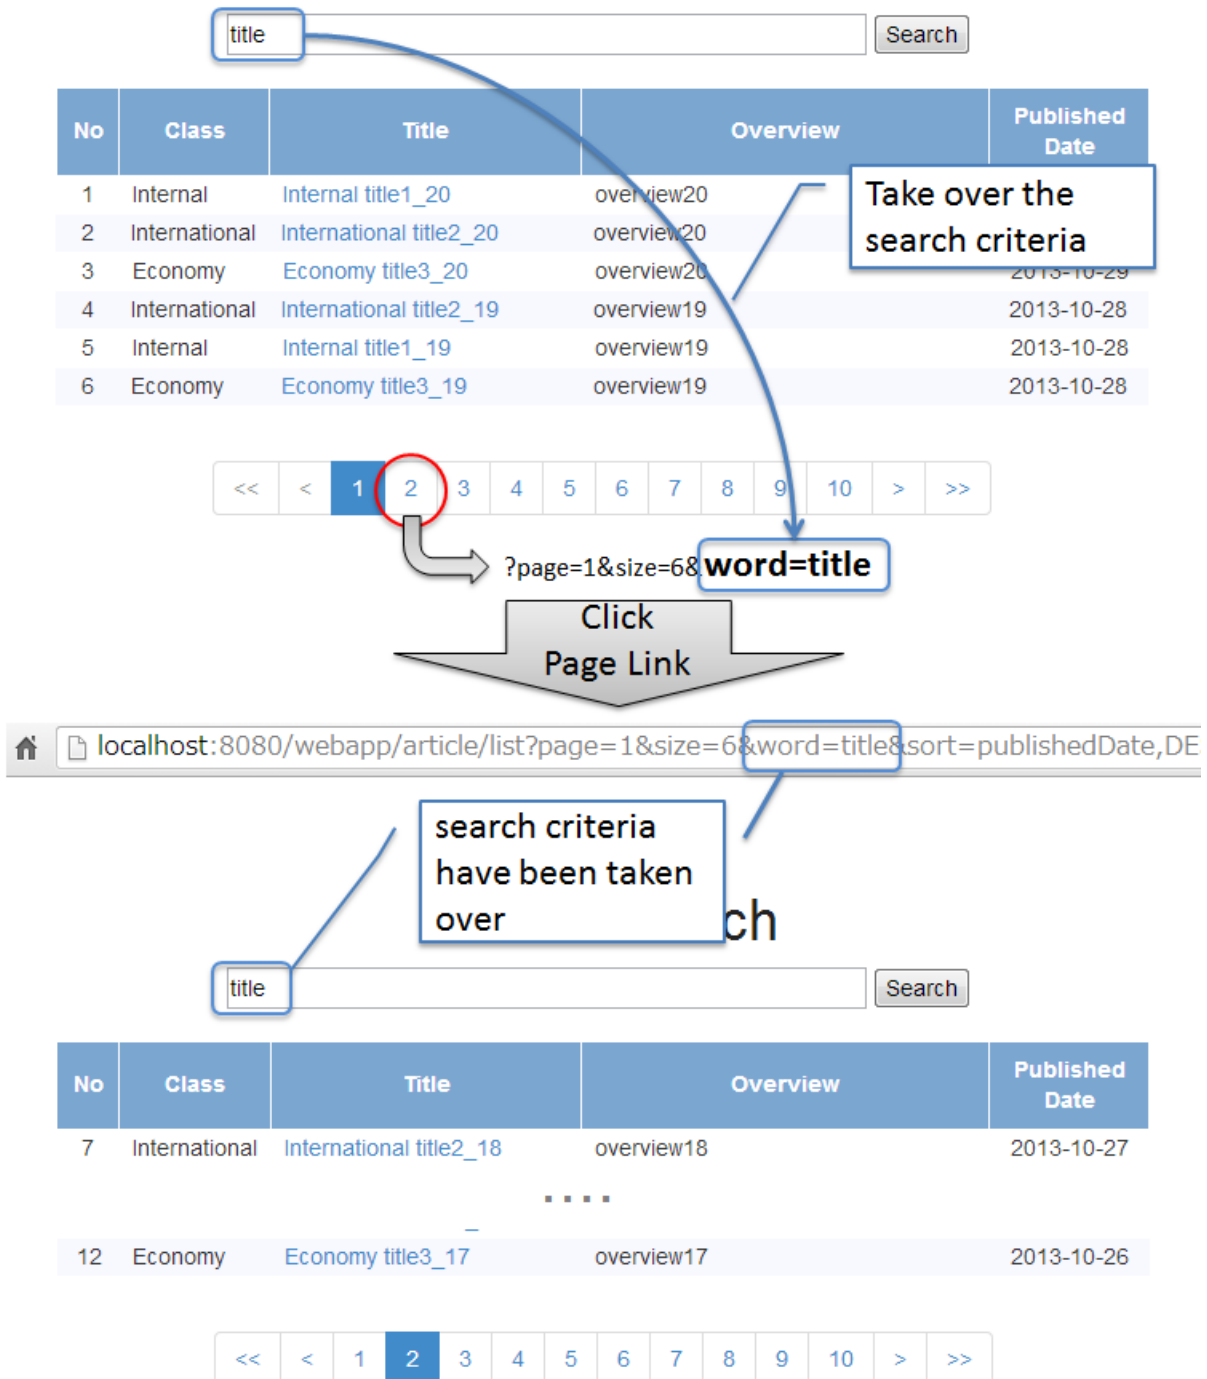 title Search
No Class Title Overview Published Date
1 Internal Internal title1_20 overview20
2 International International title2_20 overview20
3 Economy Economy title3_20 overview20 2013-10-29
Take over the
search criteria
4 International International title2_19 overview19 2013-10-28
5 Internal Internal title1_19 overview19 2013-10-28
6 Economy Economy title3_19 overview19 2013-10-28
<< < 1 2 3 4 5 6 7 8 9 10 > >>
?page=1&size=6& word=title
Click
Page Link
localhost:8080/webapp/article/list?page=1&size=6&word=title&sort=publishedDate,DE
search criteria
have been taken
over
ch
title Search
No Class Title Overview Published Date
7 International International title2_18 overview18 2013-10-27
....
12 Economy Economy title3_17 overview17 2013-10-26
<< < 1 2 3 4 5 6 7 8 9 10 > >>